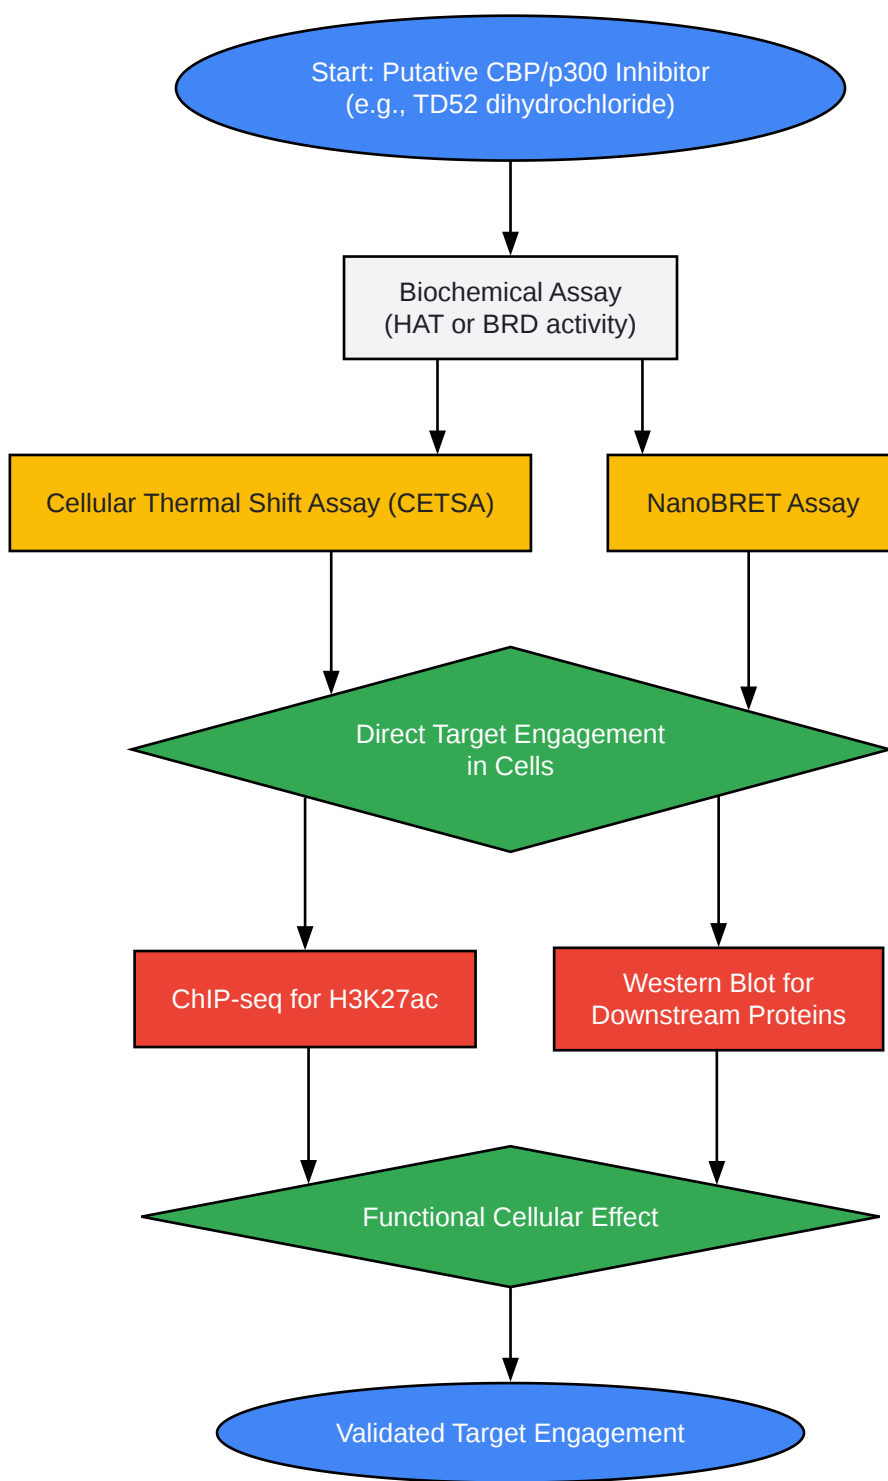 Start: Putative CBP/p300 Inhibitor
(e.g., TD52 dihydrochloride)
Biochemical Assay
(HAT or BRD activity)
Cellular Thermal Shift Assay (CETSA)
NanoBRET Assay
Direct Target Engagement
in Cells
ChIP-seq for H3K27ac
Western Blot for
Downstream Proteins
Functional Cellular Effect
Validated Target Engagement